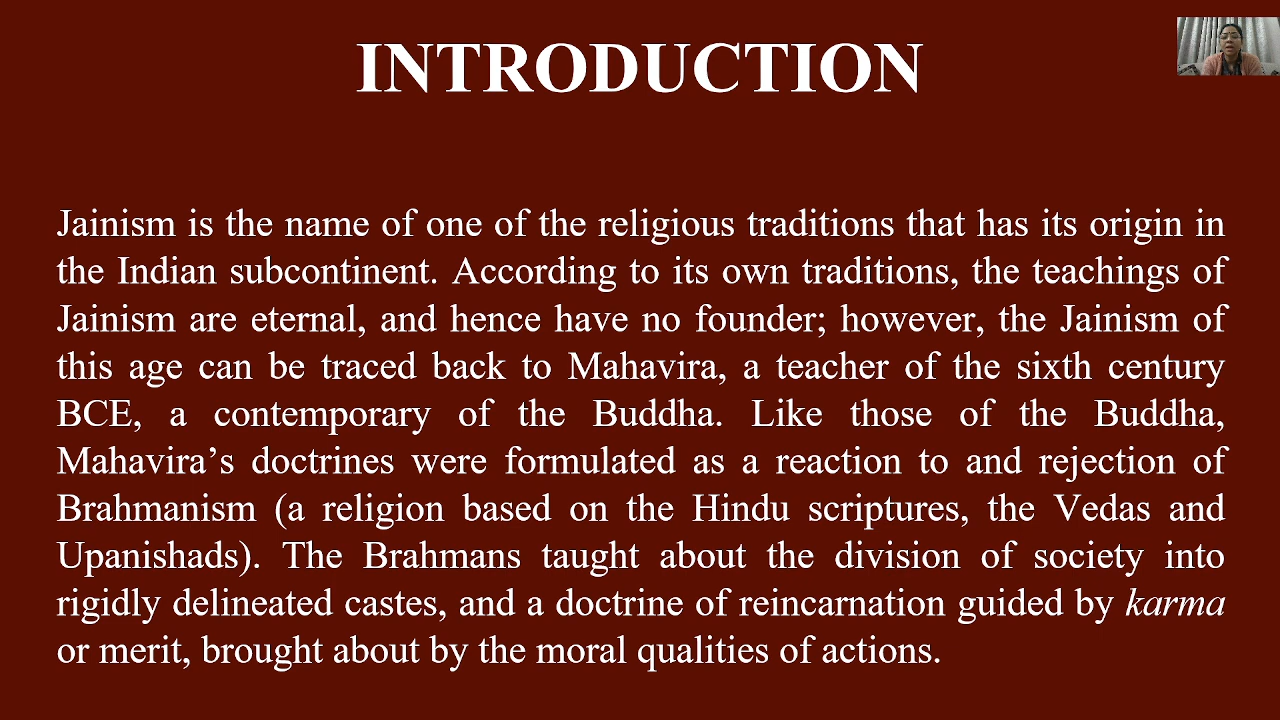 INTRODUCTION
Jainism is the name of one of the religious traditions that has its origin in
the Indian subcontinent. According to its own traditions, the teachings of
Jainism are eternal, and hence have no founder; however, the Jainism of
this age can be traced back to Mahavira, a teacher of the sixth century
BCE, a contemporary of the Buddha. Like those of the Buddha,
Mahavira’s doctrines were formulated as a reaction to and rejection of
Brahmanism (a religion based on the Hindu scriptures, the Vedas and
Upanishads). The Brahmans taught about the division of society into
rigidly delineated castes, and a doctrine of reincarnation guided by karma
or merit, brought about by the moral qualities of actions.